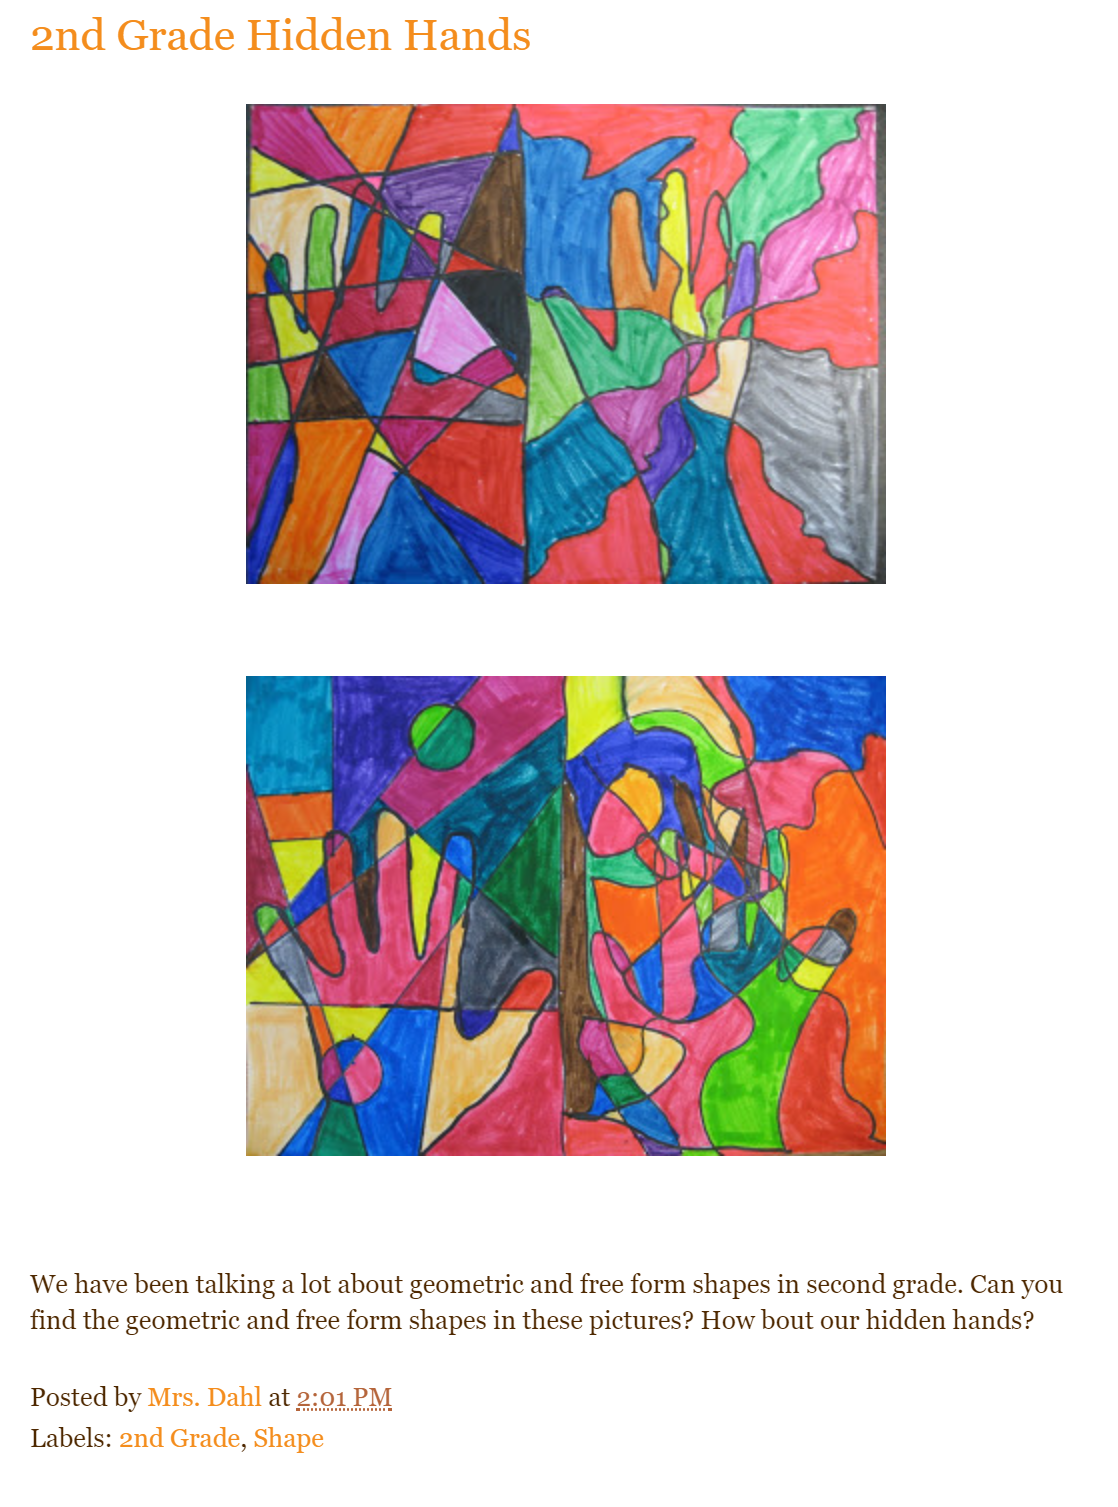 2nd Grade Hidden Hands
We have been talking a lot about geometric and free form shapes in second grade. Can you
find the geometric and free form shapes in these pictures? How bout our hidden hands?
Posted by Mrs. Dahl at 2:01 PM
Labels: 2nd Grade, Shape